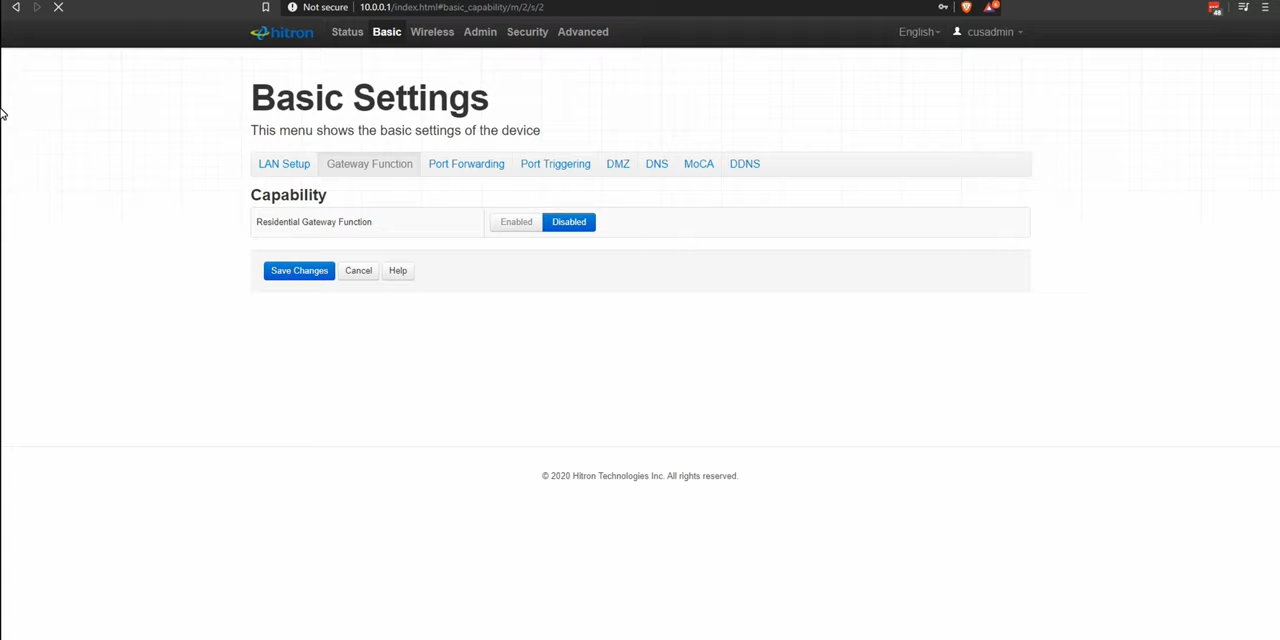 Not secure | 10.0.0.1/index.html#basic_capability/m/2/s/2
48
hitron Status Basic Wireless Admin Security Advanced English cusadmin
Basic Settings
This menu shows the basic settings of the device
LAN Setup Gateway Function Port Forwarding Port Triggering DMZ DNS MoCA DDNS
Capability
Residential Gateway Function Enabled Disabled
Save Changes Cancel Help
© 2020 Hitron Technologies Inc. All rights reserved.